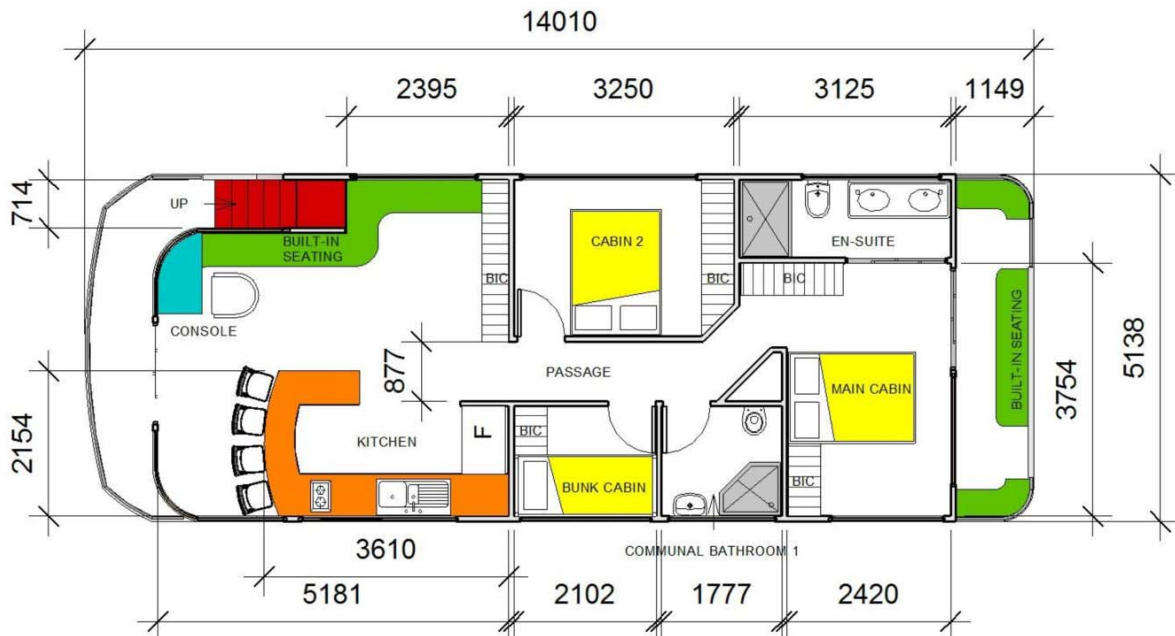 14010
2395
3250
3125
1149
714
UP
BUILT-IN
SEATING
BIC
CABIN 2
BIC
EN-SUITE
BIC
CONSOLE
877
PASSAGE
MAIN CABIN
BUILT-IN SEATING
3754
5138
2154
KITCHEN
F
BIC
BUNK CABIN
BIC
COMMUNAL BATHROOM 1
3610
5181
2102
1777
2420